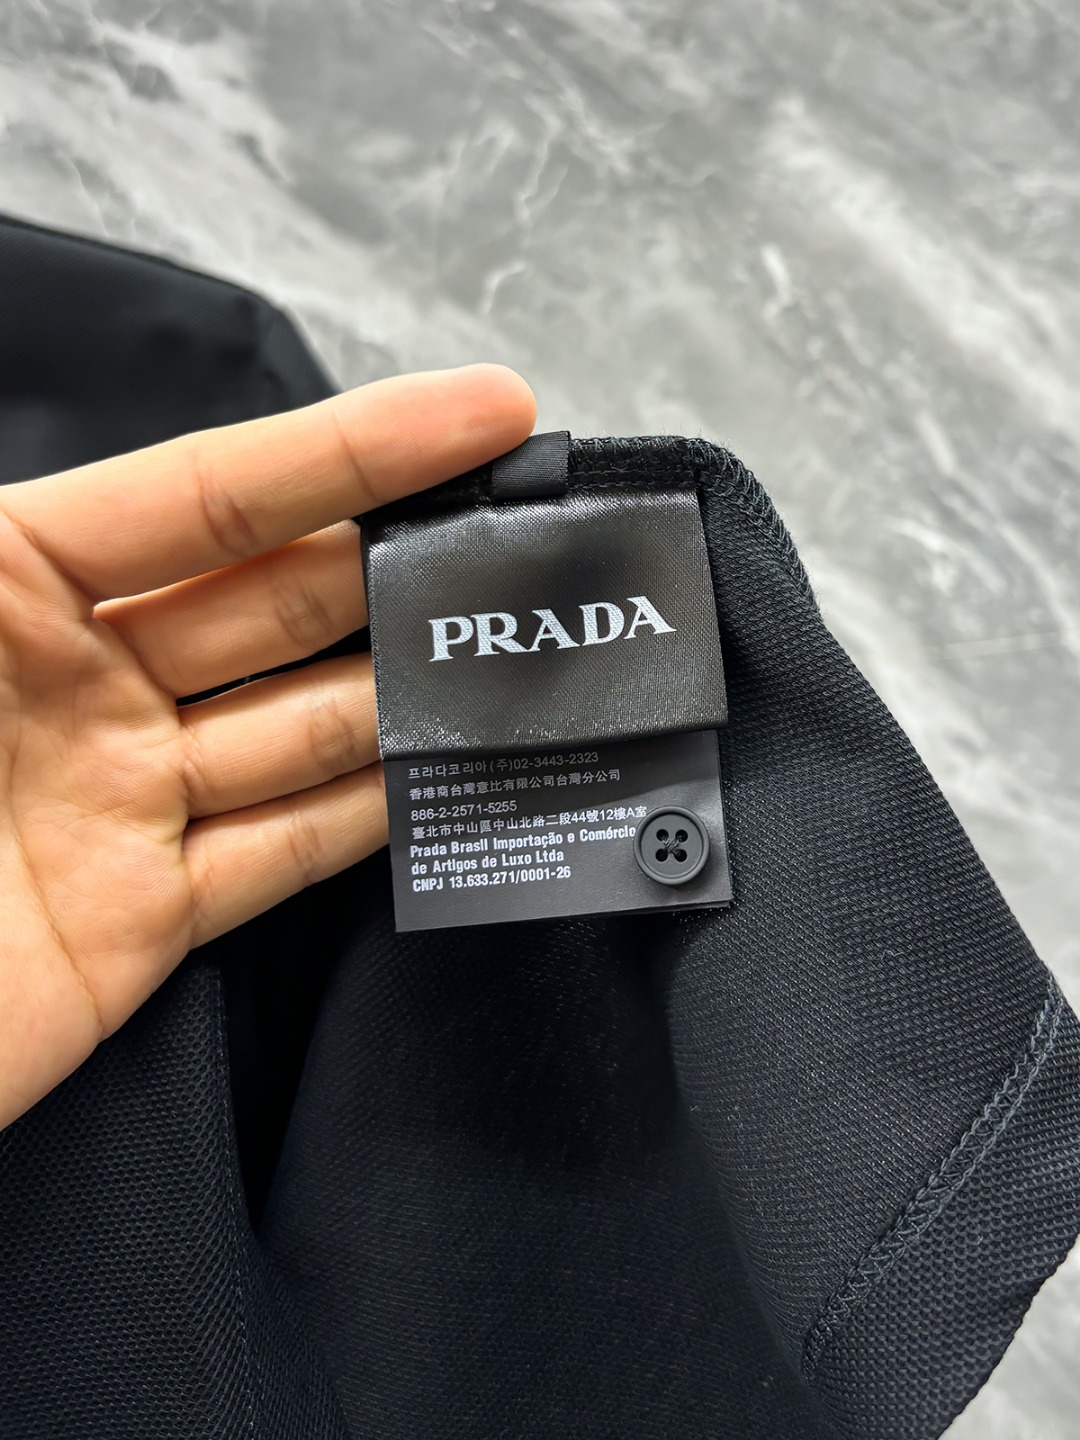 PRADA
프라다코리아(주)02-3443-2323
香港商台灣意比有限公司台灣分公司
886-2-2571-5255
臺北市中山區中山北路二段44號12樓A室
Prada Brasil Importação e Comércio
de Artigos de Luxo Ltda
CNPJ 13.633.271/0001-26